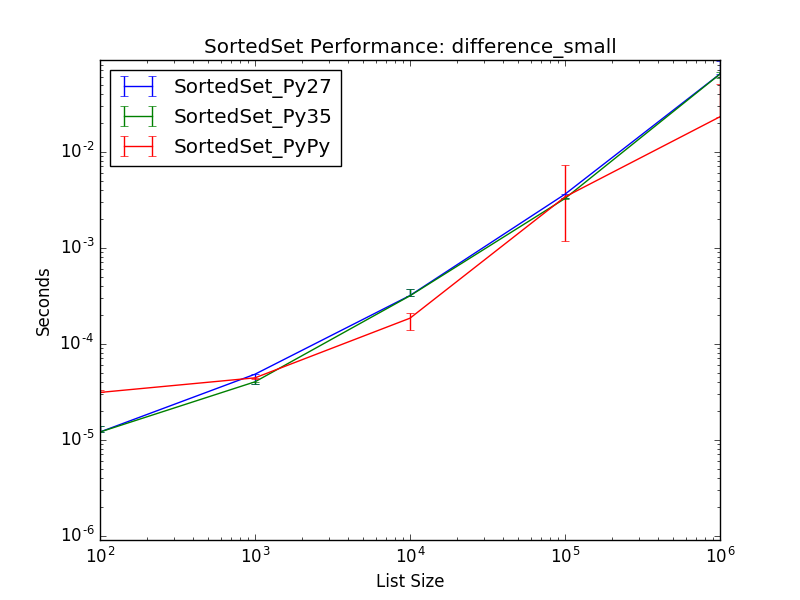 SortedSet Performance: difference_small
SortedSet_Py27
SortedSet_Py35
SortedSet_PyPy
10^-2
10^-3
10^-4
10^-5
10^-6
Seconds
10^2 10^3 10^4 10^5 10^6
List Size